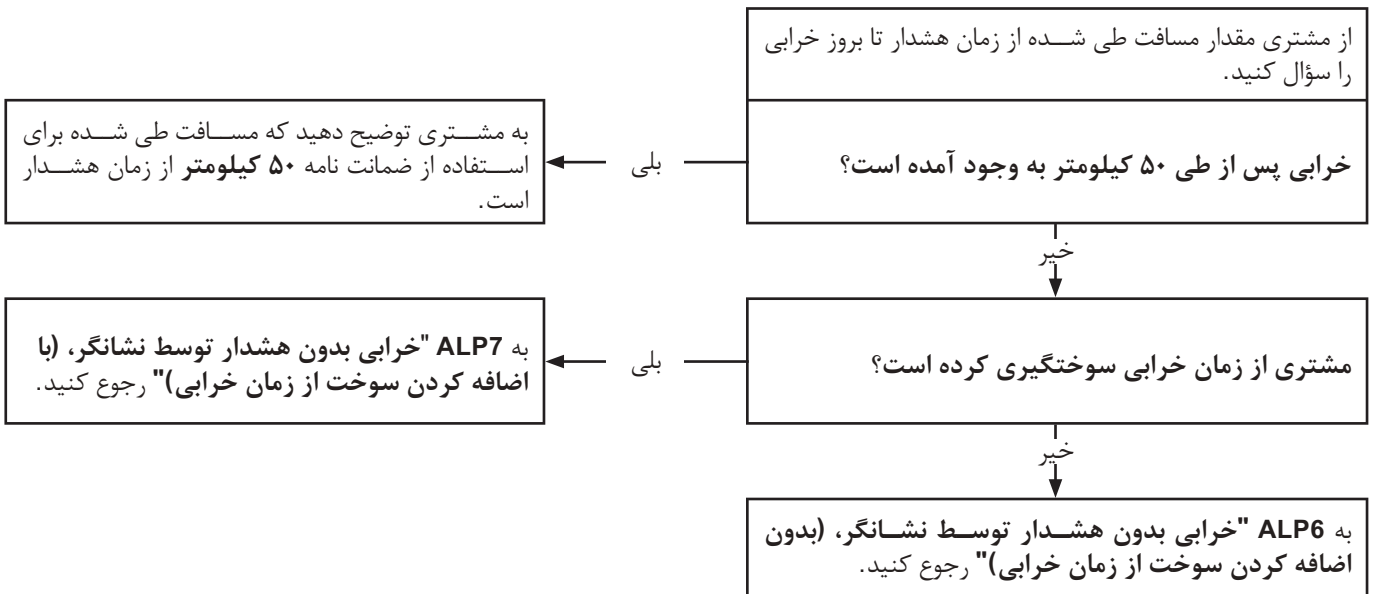 از مشتری مقدار مسافت طی شده از زمان هشدار تا بروز خرابی
را سؤال کنید.
خرابی پس از طی ۵۰ کیلومتر به وجود آمده است؟
بلی
به مشتری توضیح دهید که مسافت طی شده برای
استفاده از ضمانت نامه ۵۰ کیلومتر از زمان هشدار
است.
خیر
مشتری از زمان خرابی سوختگیری کرده است؟
بلی
به ALP7 "خرابی بدون هشدار توسط نشانگر، (با
اضافه کردن سوخت از زمان خرابی)" رجوع کنید.
خیر
به ALP6 "خرابی بدون هشدار توسط نشانگر، (بدون
اضافه کردن سوخت از زمان خرابی)" رجوع کنید.